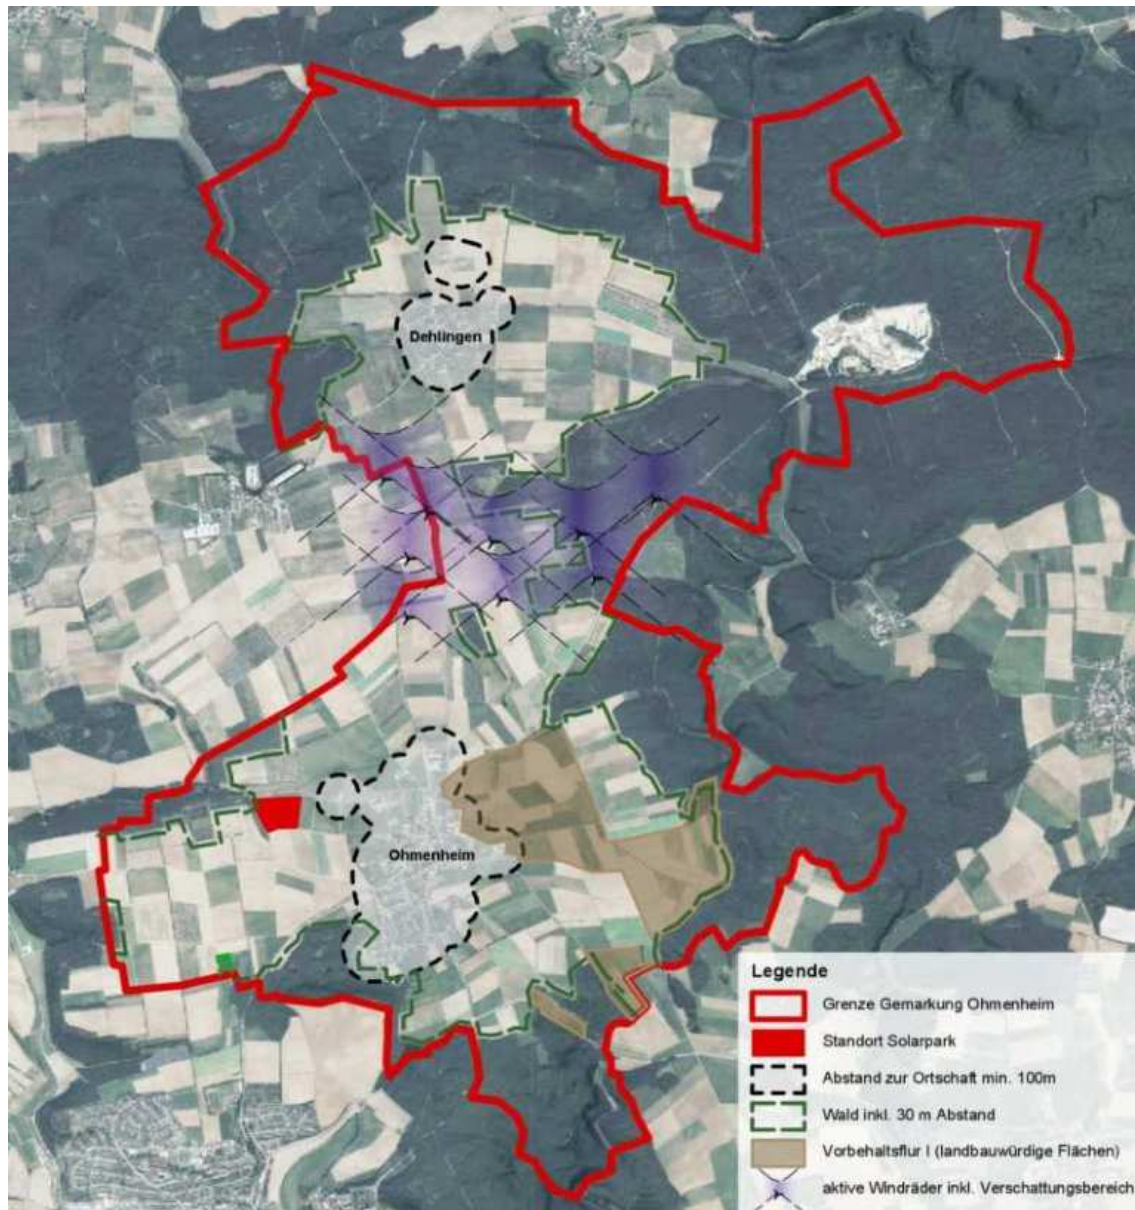 Dehlingen
Ohmenheim
Legende
Grenze Gemarkung Ohmenheim
Standort Solarpark
Abstand zur Ortschaft min. 100m
Wald inkl. 30 m Abstand
Vorbehaltsflur I (landbauwürdige Flächen)
aktive Windräder inkl. Verschattungsbereich